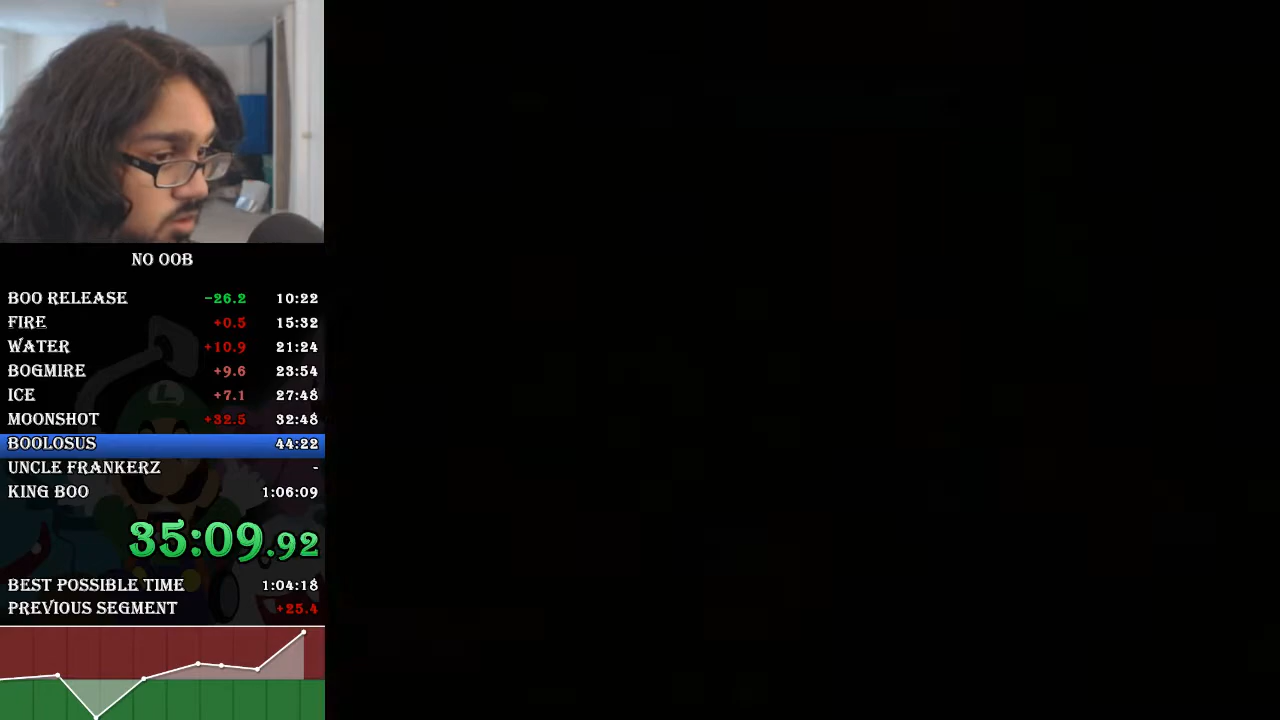 NO OOB
BOO RELEASE -26.2 10:22
FIRE +0.5 15:32
WATER +10.9 21:24
BOGMIRE +9.6 23:54
ICE +7.1 27:48
MOONSHOT +32.5 32:48
BOOLOSUS 44:22
UNCLE FRANKERZ -
KING BOO 1:06:09
35:09.92
BEST POSSIBLE TIME 1:04:18
PREVIOUS SEGMENT +25.4